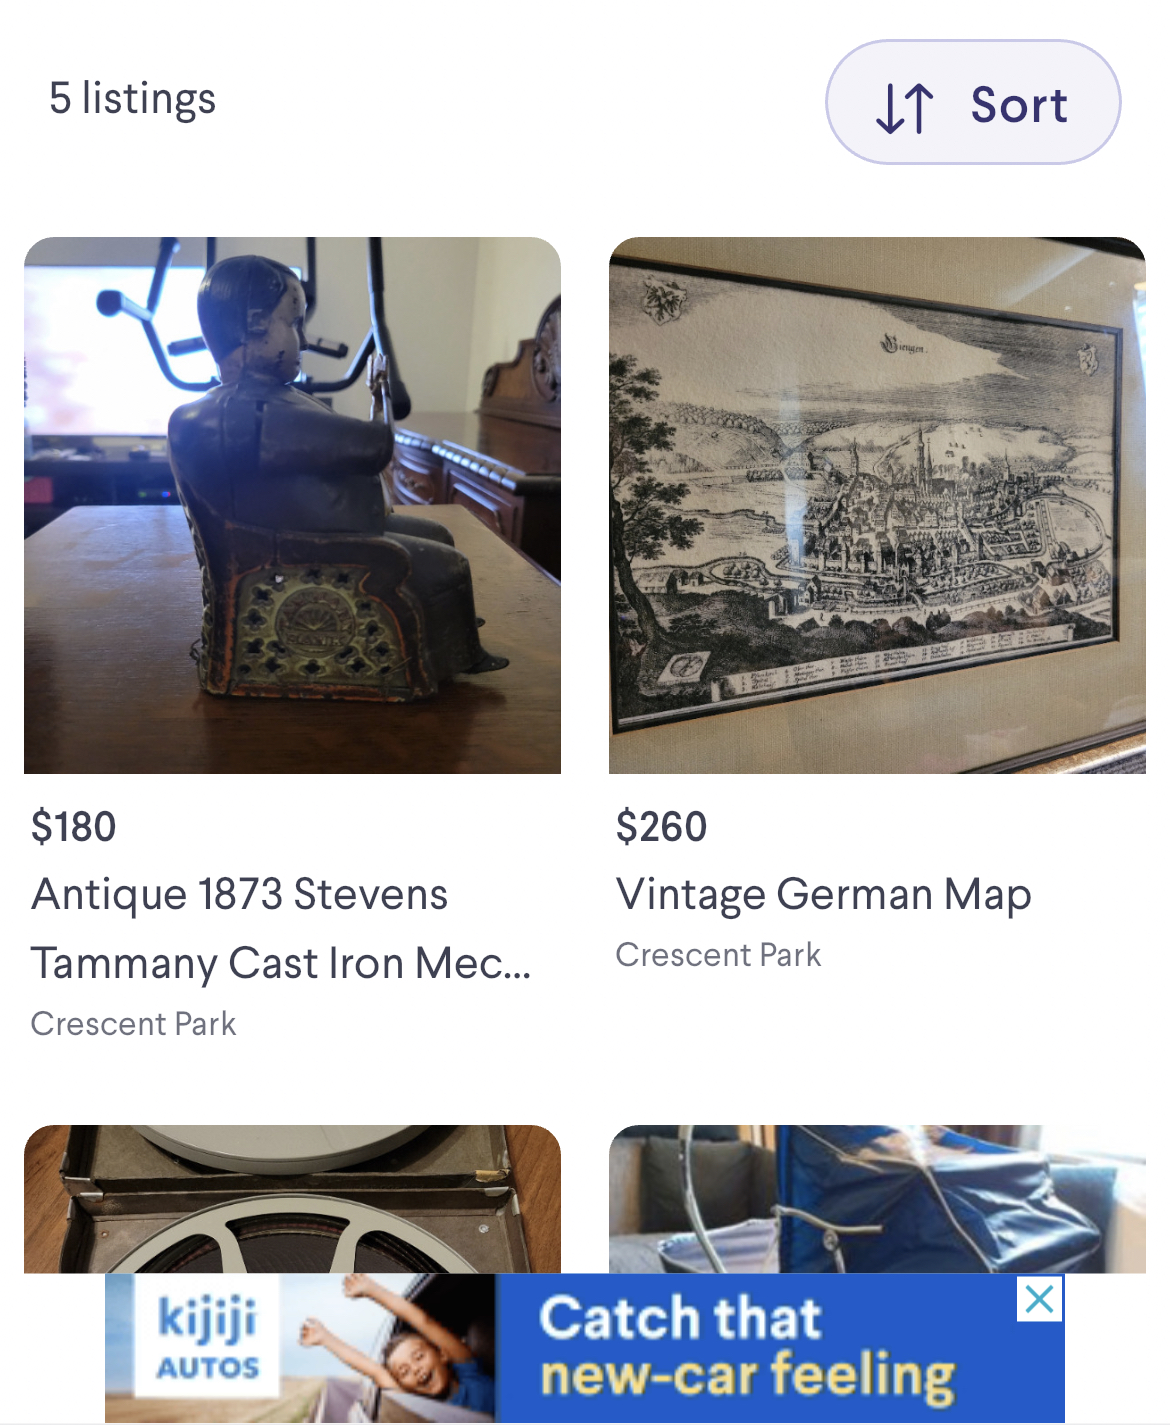 5 listings
Sort
Giengen.
$180
Antique 1873 Stevens
Tammany Cast Iron Mec...
Crescent Park
$260
Vintage German Map
Crescent Park
kijiji
AUTOS
Catch that
new-car feeling